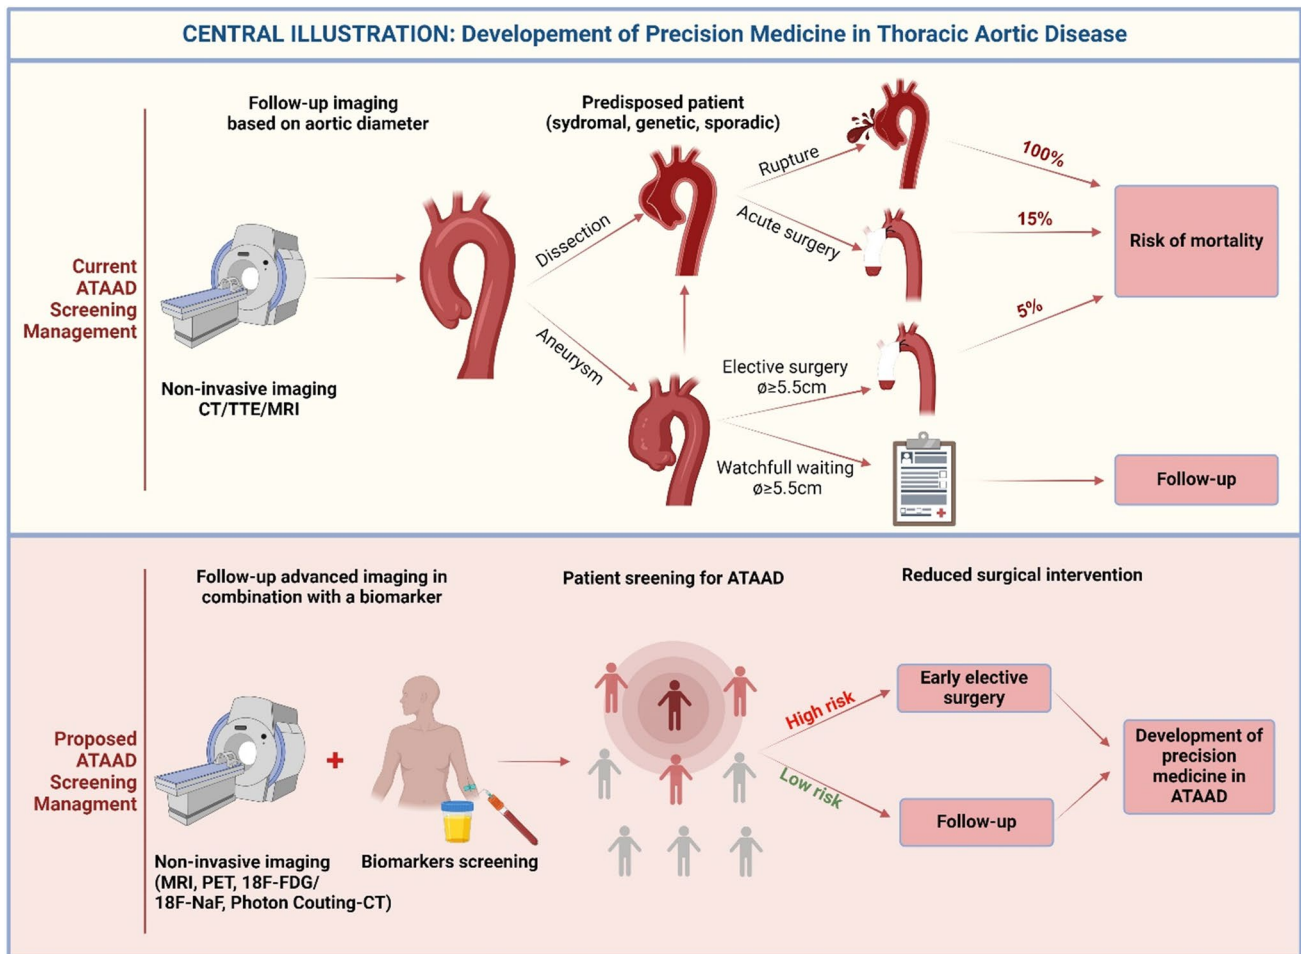 CENTRAL ILLUSTRATION: Developement of Precision Medicine in Thoracic Aortic Disease
Current
ATAAD
Screening
Management
Follow-up imaging
based on aortic diameter
Non-invasive imaging
CT/TTE/MRI
Dissection
Aneurysm
Predisposed patient
(sydromal, genetic, sporadic)
Rupture
Acute surgery
Elective surgery
ø≥5.5cm
Watchfull waiting
ø≥5.5cm
100%
15%
5%
Risk of mortality
Follow-up
Proposed
ATAAD
Screening
Managment
Follow-up advanced imaging in
combination with a biomarker
Non-invasive imaging
(MRI, PET, 18F-FDG/
18F-NaF, Photon Couting-CT)
Biomarkers screening
Patient sreening for ATAAD
High risk
Low risk
Reduced surgical intervention
Early elective
surgery
Follow-up
Development of
precision
medicine in
ATAAD